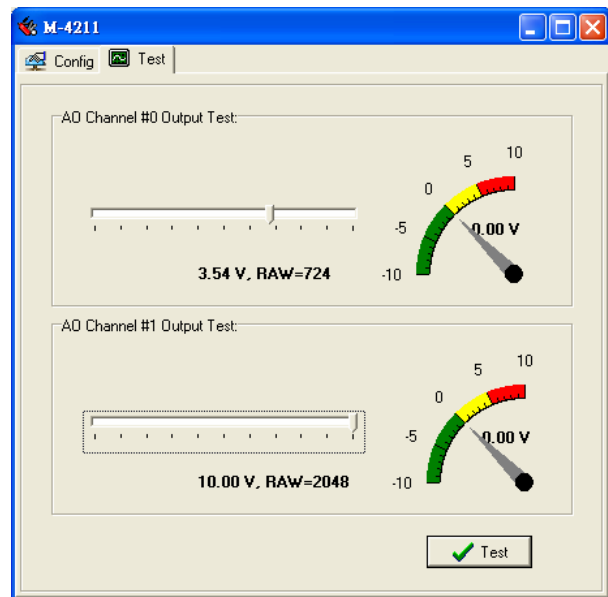 M-4211
Config Test
AO Channel #0 Output Test:
10
5
0
-5
0.00 V
-10
3.54 V, RAW=724
AO Channel #1 Output Test:
10
5
0
-5
0.00 V
-10
10.00 V, RAW=2048
Test